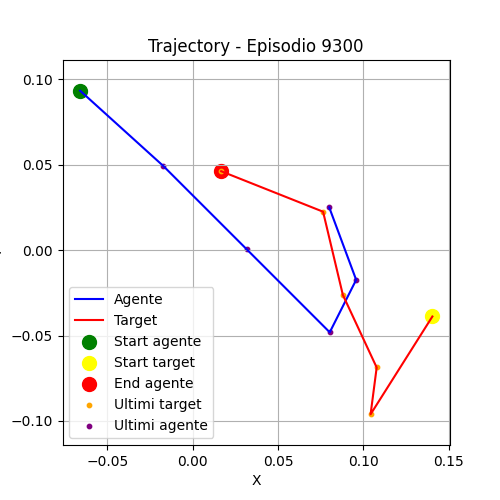 Trajectory - Episodio 9300
0.10
0.05
0.00
−0.05
−0.10
Agente
Target
Start agente
Start target
End agente
Ultimi target
Ultimi agente
−0.05
0.00
0.05
0.10
0.15
X